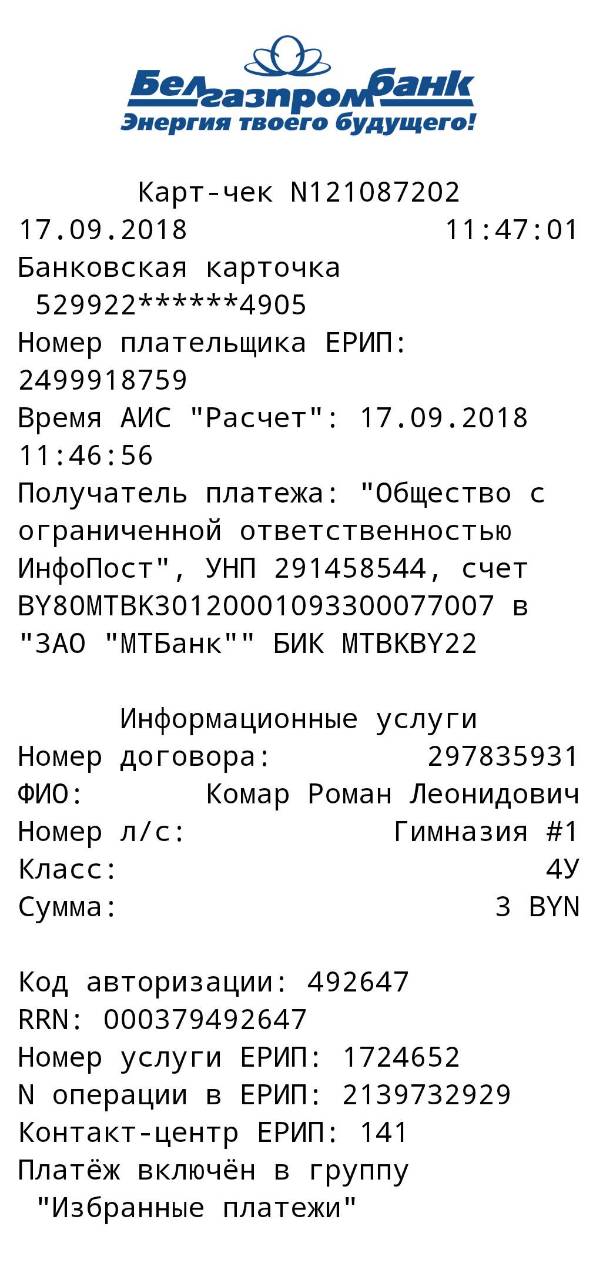 Белгазпромбанк
Энергия твоего будущего!
Карт-чек N121087202
17.09.2018 11:47:01
Банковская карточка
529922******4905
Номер плательщика ЕРИП:
2499918759
Время АИС "Расчет": 17.09.2018
11:46:56
Получатель платежа: "Общество с
ограниченной ответственностью
ИнфоПост", УНП 291458544, счет
BY80MTBK30120001093300077007 в
"ЗАО "МТБанк"" БИК MTBKBY22
Информационные услуги
Номер договора: 297835931
ФИО: Комар Роман Леонидович
Номер л/с: Гимназия #1
Класс: 4У
Сумма: 3 BYN
Код авторизации: 492647
RRN: 000379492647
Номер услуги ЕРИП: 1724652
N операции в ЕРИП: 2139732929
Контакт-центр ЕРИП: 141
Платёж включён в группу
"Избранные платежи"